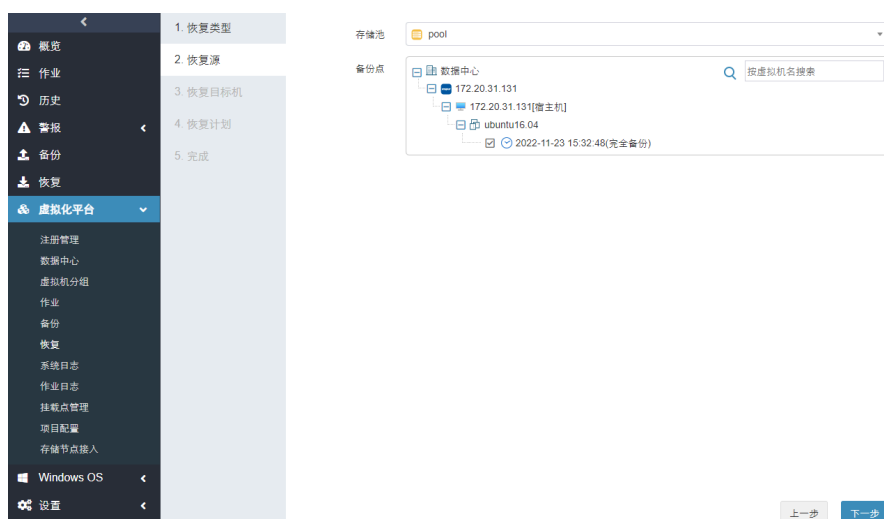 概览
作业
历史
警报
备份
恢复
虚拟化平台
注册管理
数据中心
虚拟机分组
作业
备份
恢复
系统日志
作业日志
挂载点管理
项目配置
存储节点接入
Windows OS
设置
1. 恢复类型
2. 恢复源
3. 恢复目标机
4. 恢复计划
5. 完成
存储池
pool
备份点
数据中心
按虚拟机名搜索
172.20.31.131
172.20.31.131[宿主机]
ubuntu16.04
2022-11-23 15:32:48(完全备份)
上一步
下一步